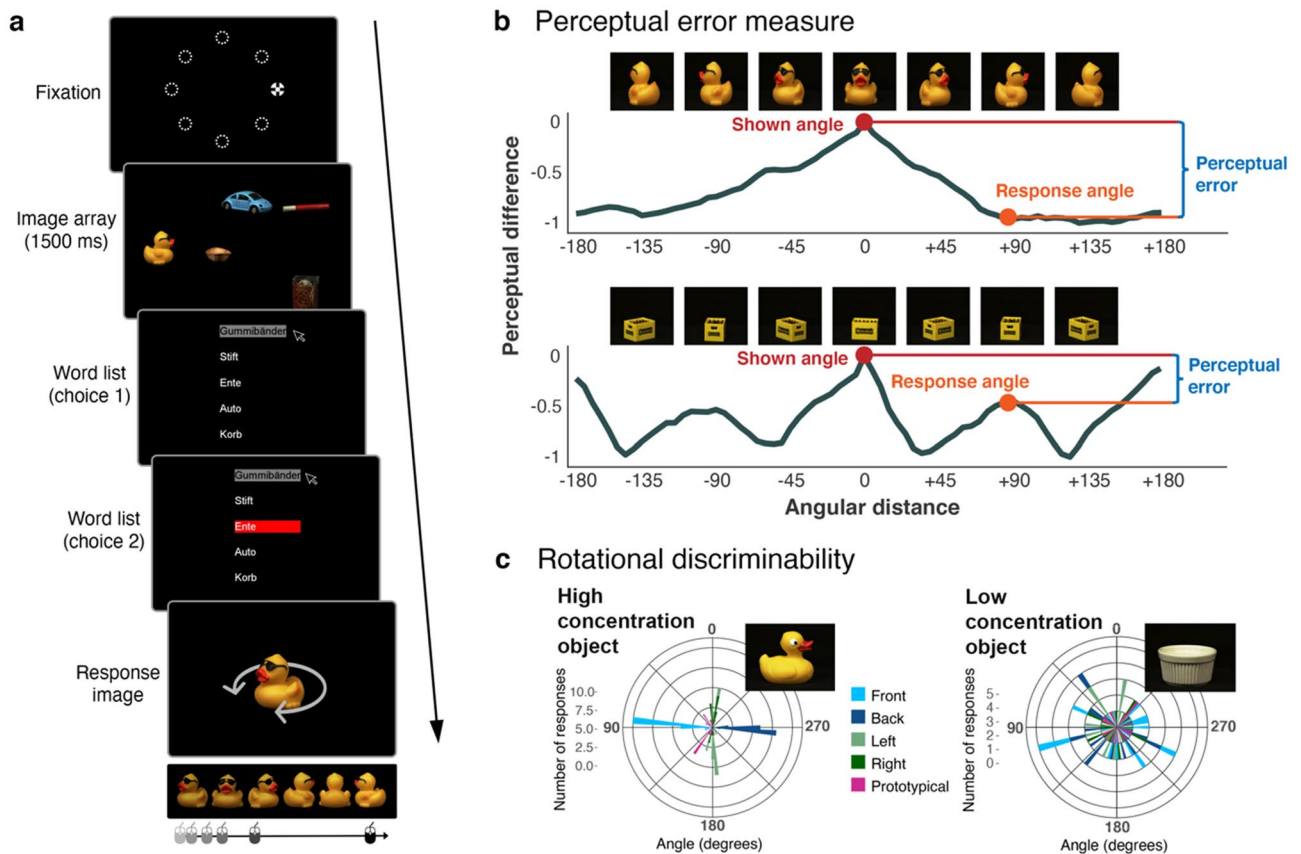 a
Fixation
Image array
(1500 ms)
Gummibänder
Stift
Ente
Auto
Korb
Word list
(choice 1)
Gummibänder
Stift
Ente
Auto
Korb
Word list
(choice 2)
Response
image
b Perceptual error measure
Perceptual difference
0
-0.5
-1
Shown angle
Response angle
Perceptual
error
-180 -135 -90 -45 0 +45 +90 +135 +180
0
-0.5
-1
Shown angle
Response angle
Perceptual
error
-180 -135 -90 -45 0 +45 +90 +135 +180
Angular distance
c Rotational discriminability
High
concentration
object
Number of responses
10.0
7.5
5.0
2.5
0.0
0
90
270
180
Angle (degrees)
Front
Back
Left
Right
Prototypical
Low
concentration
object
Number of responses
5
4
3
2
1
0
0
90
270
180
Angle (degrees)